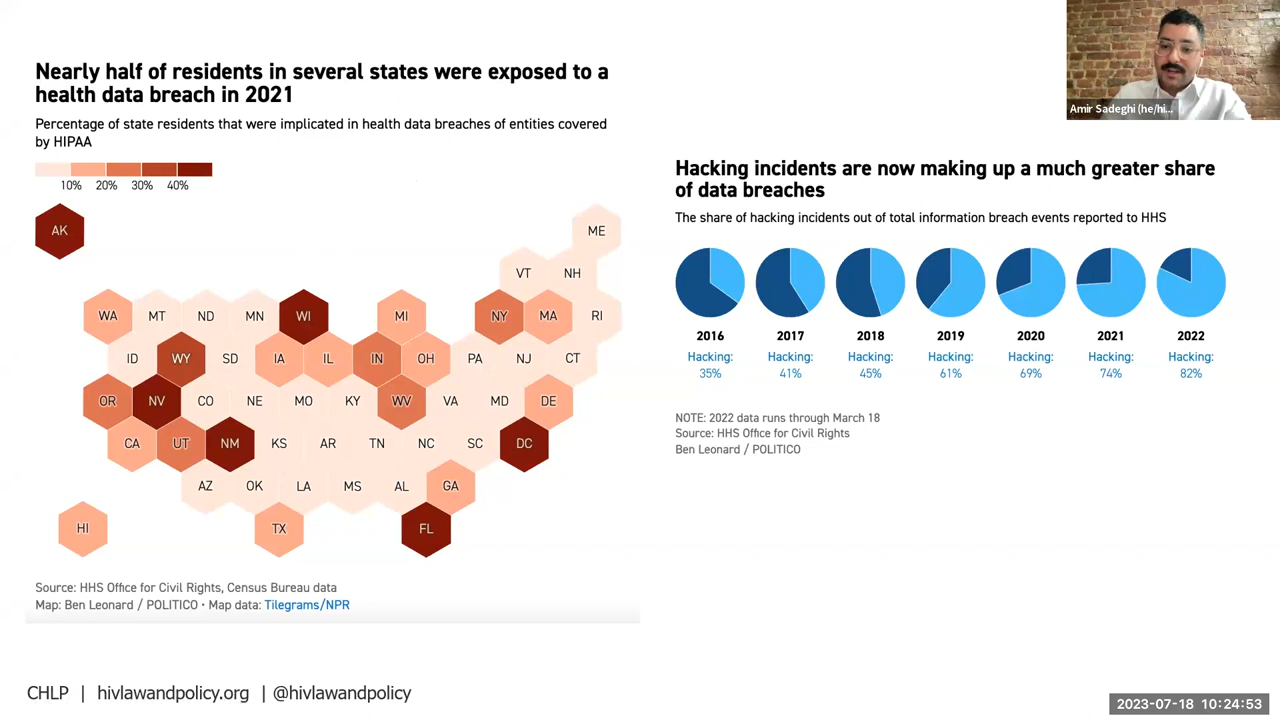 Nearly half of residents in several states were exposed to a
health data breach in 2021
Percentage of state residents that were implicated in health data breaches of entities covered
by HIPAA
10% 20% 30% 40%
AK ME
VT NH
WA MT ND MN WI MI NY MA RI
ID WY SD IA IL IN OH PA NJ CT
OR NV CO NE MO KY WV VA MD DE
CA UT NM KS AR TN NC SC DC
AZ OK LA MS AL GA
HI TX FL
Source: HHS Office for Civil Rights, Census Bureau data
Map: Ben Leonard / POLITICO • Map data: Tilegrams/NPR
Amir Sadeghi (he/hi...
Hacking incidents are now making up a much greater share
of data breaches
The share of hacking incidents out of total information breach events reported to HHS
2016 2017 2018 2019 2020 2021 2022
Hacking: Hacking: Hacking: Hacking: Hacking: Hacking: Hacking:
35% 41% 45% 61% 69% 74% 82%
NOTE: 2022 data runs through March 18
Source: HHS Office for Civil Rights
Ben Leonard / POLITICO
CHLP | hivlawandpolicy.org | @hivlawandpolicy
2023-07-18 10:24:53